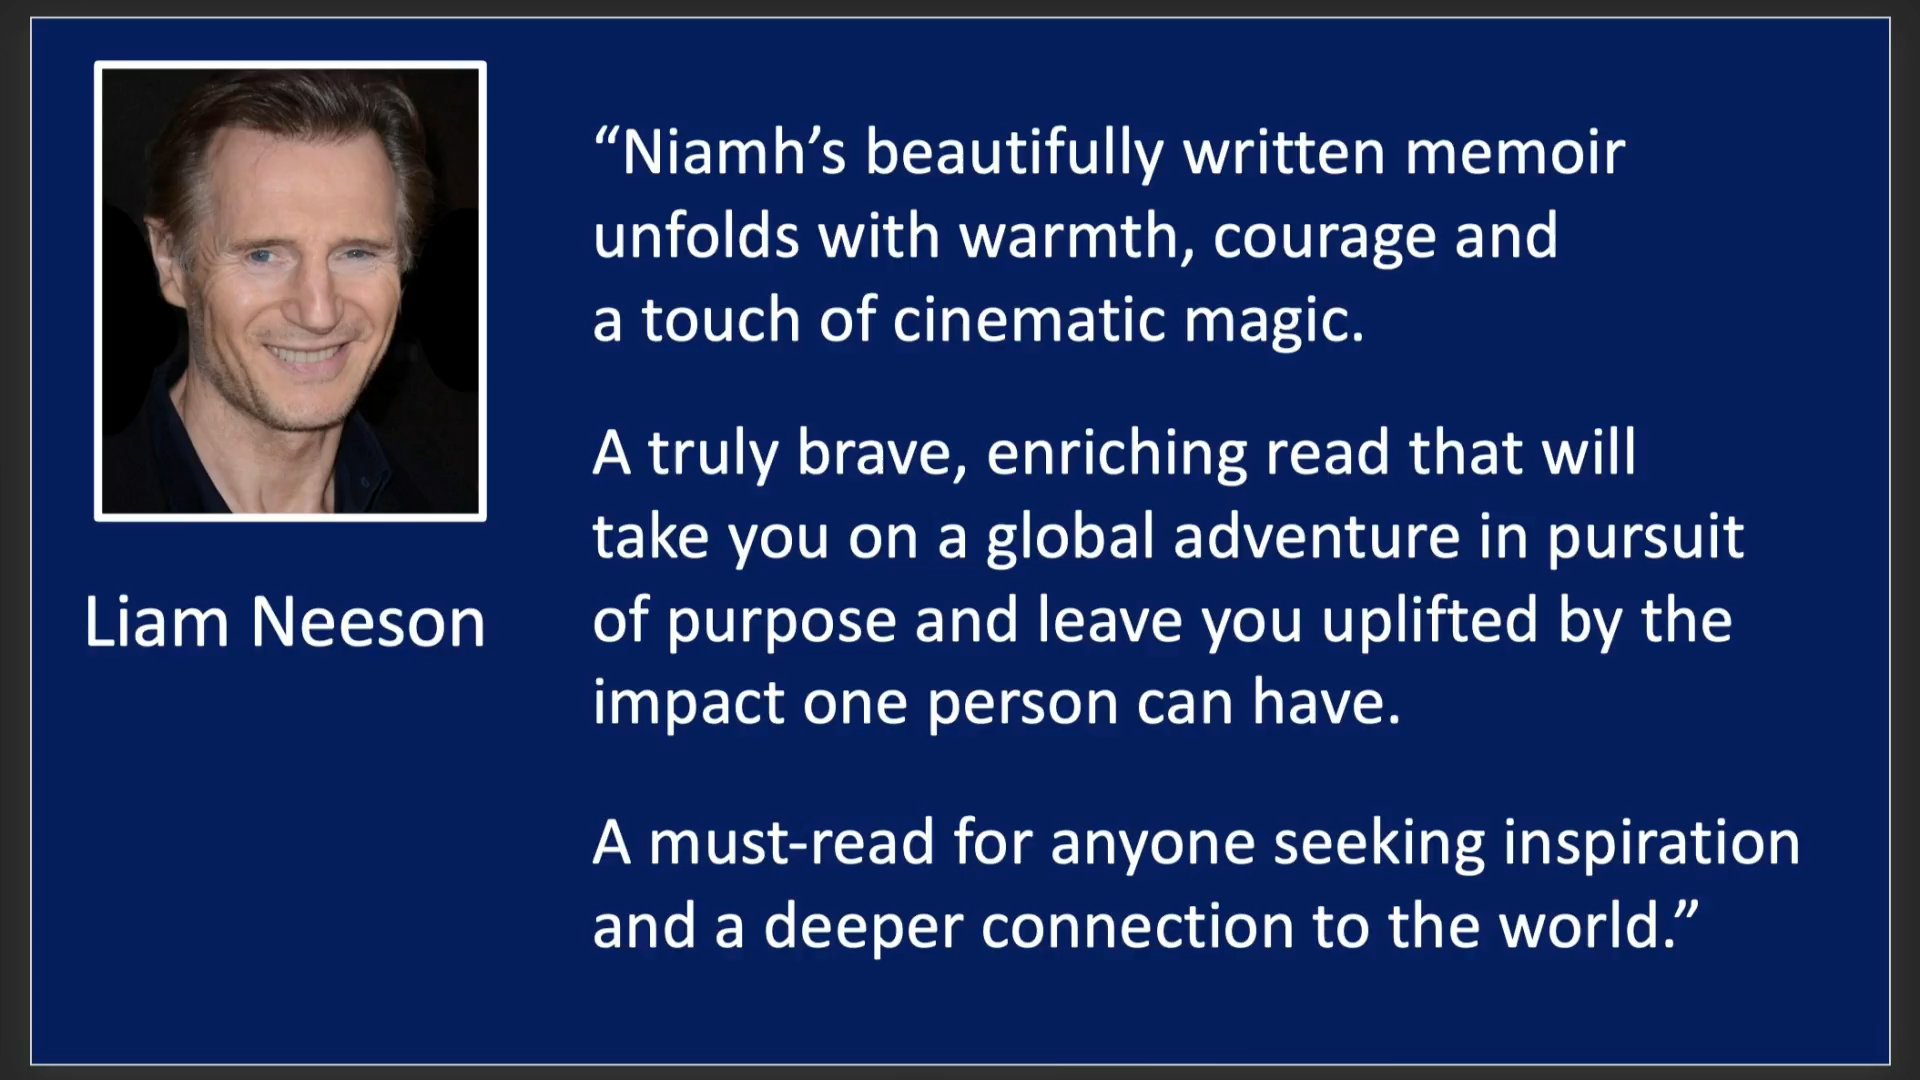 “Niamh’s beautifully written memoir
unfolds with warmth, courage and
a touch of cinematic magic.
A truly brave, enriching read that will
take you on a global adventure in pursuit
of purpose and leave you uplifted by the
impact one person can have.
A must-read for anyone seeking inspiration
and a deeper connection to the world.”
Liam Neeson